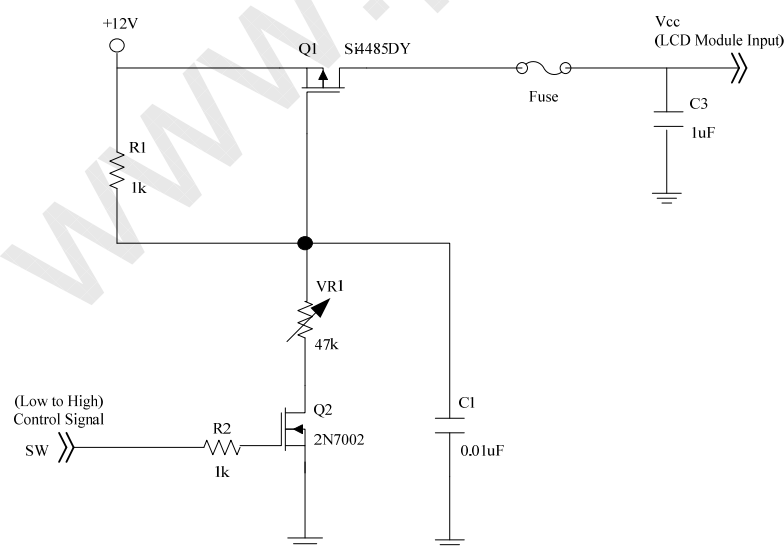 +12V
Q1
Si4485DY
Vcc
(LCD Module Input)
Fuse
C3
1uF
R1
1k
VR1
47k
(Low to High)
Control Signal
SW
R2
1k
Q2
2N7002
C1
0.01uF